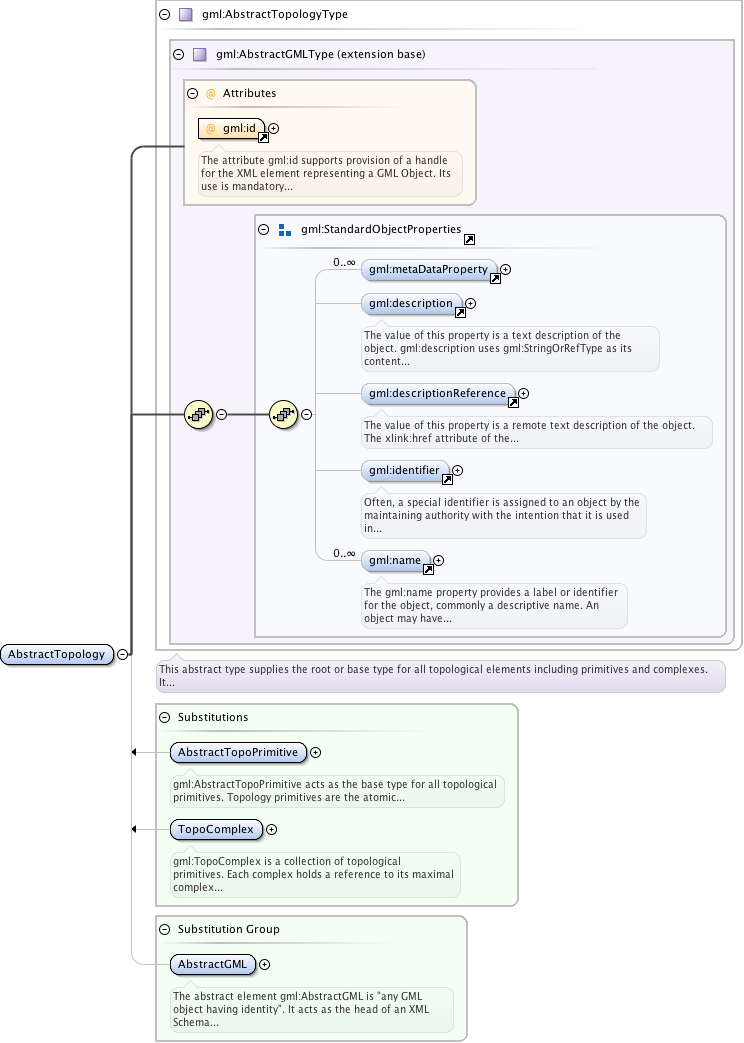 gml:AbstractTopologyType
gml:AbstractGMLType (extension base)
@ Attributes
@ gml:id
The attribute gml:id supports provision of a handle
for the XML element representing a GML Object. Its
use is mandatory...
gml:StandardObjectProperties
0..∞
gml:metaDataProperty
gml:description
The value of this property is a text description of the
object. gml:description uses gml:StringOrRefType as its
content...
gml:descriptionReference
The value of this property is a remote text description of the object.
The xlink:href attribute of the...
gml:identifier
Often, a special identifier is assigned to an object by the
maintaining authority with the intention that it is used
in...
0..∞
gml:name
The gml:name property provides a label or identifier
for the object, commonly a descriptive name. An
object may have...
AbstractTopology
This abstract type supplies the root or base type for all topological elements including primitives and complexes.
It...
Substitutions
AbstractTopoPrimitive
gml:AbstractTopoPrimitive acts as the base type for all topological
primitives. Topology primitives are the atomic...
TopoComplex
gml:TopoComplex is a collection of topological
primitives. Each complex holds a reference to its maximal
complex...
Substitution Group
AbstractGML
The abstract element gml:AbstractGML is "any GML
object having identity". It acts as the head of an XML
Schema...